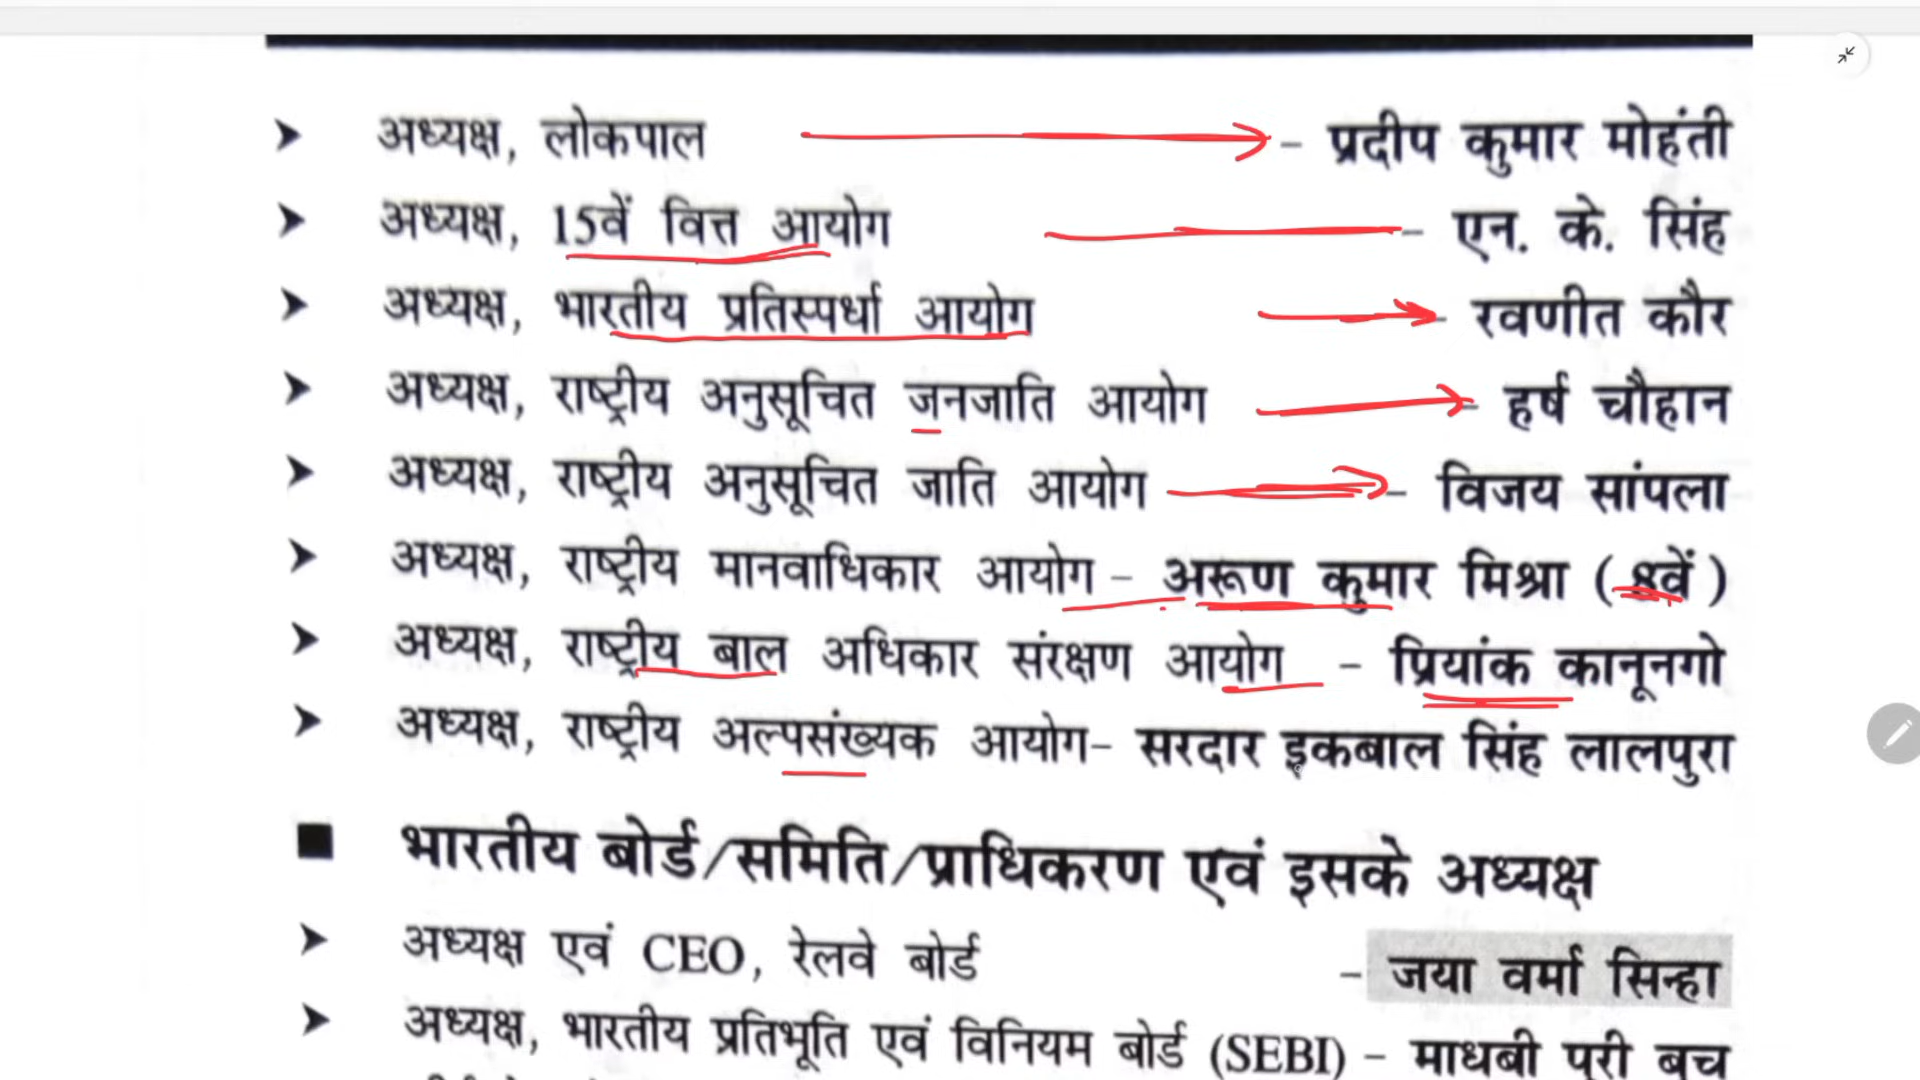 ➤ अध्यक्ष, लोकपाल – प्रदीप कुमार मोहंती
➤ अध्यक्ष, 15वें वित्त आयोग – एन. के. सिंह
➤ अध्यक्ष, भारतीय प्रतिस्पर्धा आयोग – रवणीत कौर
➤ अध्यक्ष, राष्ट्रीय अनुसूचित जनजाति आयोग – हर्ष चौहान
➤ अध्यक्ष, राष्ट्रीय अनुसूचित जाति आयोग – विजय सांपला
➤ अध्यक्ष, राष्ट्रीय मानवाधिकार आयोग – अरूण कुमार मिश्रा ( 8वें )
➤ अध्यक्ष, राष्ट्रीय बाल अधिकार संरक्षण आयोग – प्रियांक कानूनगो
➤ अध्यक्ष, राष्ट्रीय अल्पसंख्यक आयोग– सरदार इकबाल सिंह लालपुरा
■ भारतीय बोर्ड/समिति/प्राधिकरण एवं इसके अध्यक्ष
➤ अध्यक्ष एवं CEO, रेलवे बोर्ड – जया वर्मा सिन्हा
➤ अध्यक्ष, भारतीय प्रतिभूति एवं विनियम बोर्ड (SEBI) – माधबी पुरी बुच